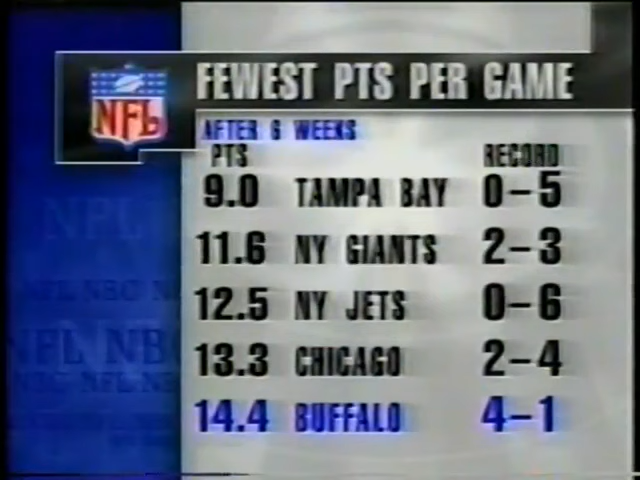 NFL
FEWEST PTS PER GAME
AFTER 6 WEEKS
PTS RECORD
9.0 TAMPA BAY 0-5
11.6 NY GIANTS 2-3
12.5 NY JETS 0-6
13.3 CHICAGO 2-4
14.4 BUFFALO 4-1